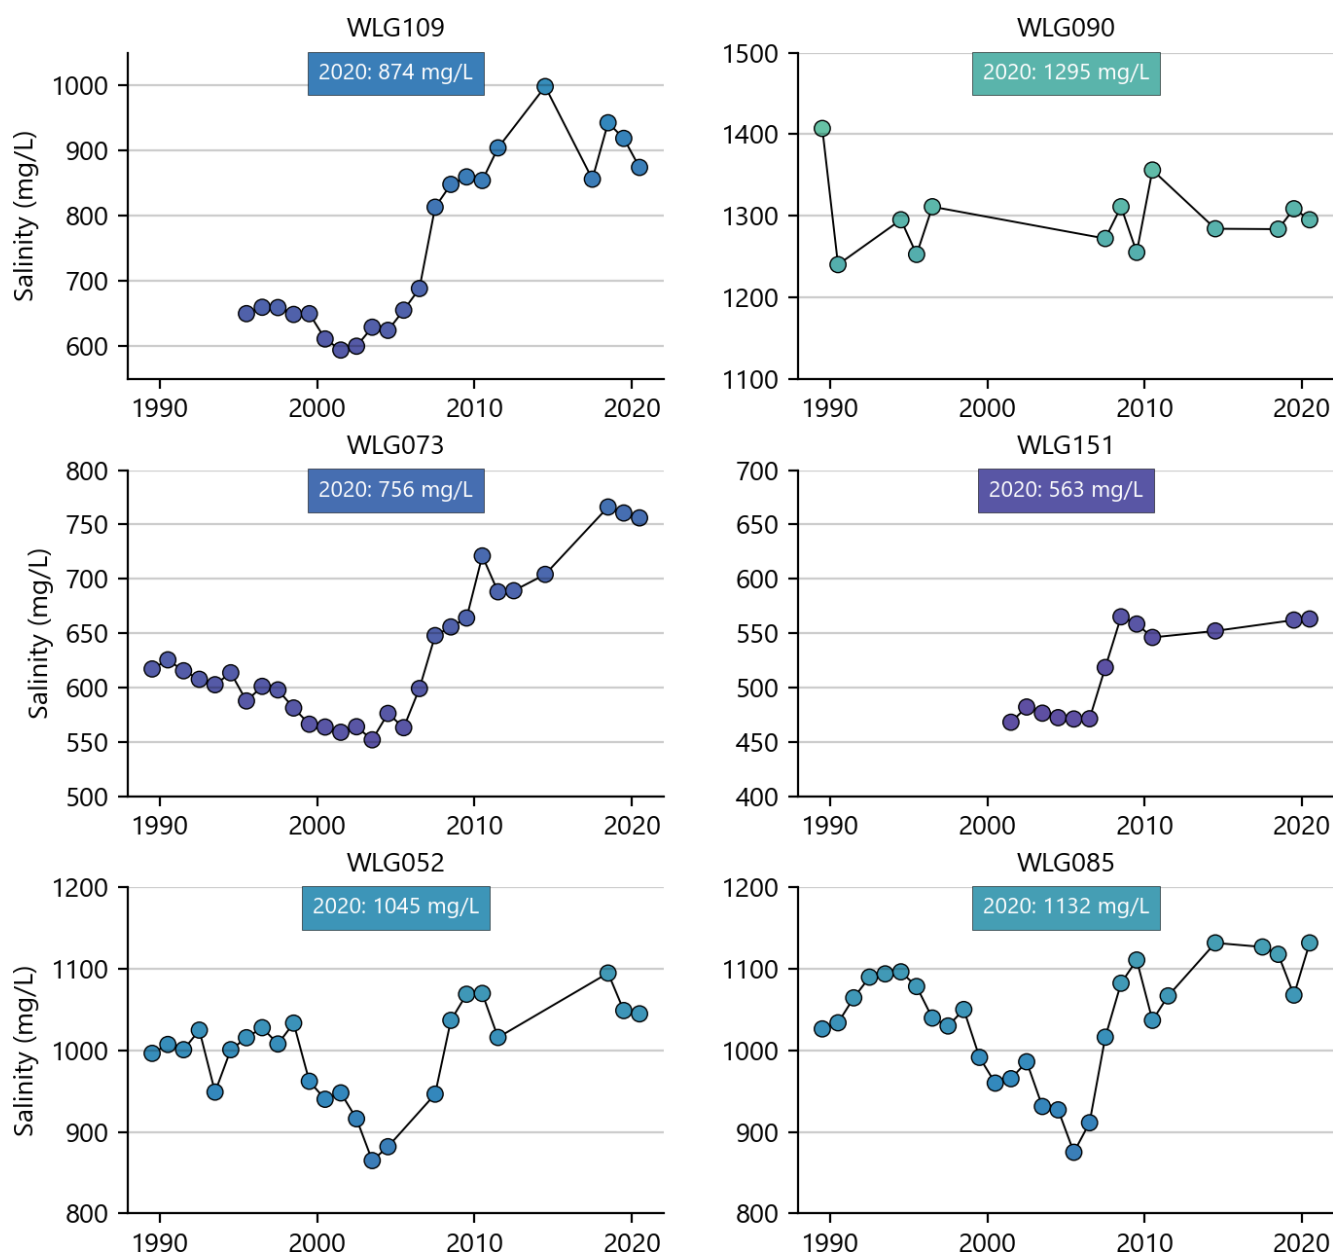 WLG109
2020: 874 mg/L
Salinity (mg/L)
1000
900
800
700
600
1990 2000 2010 2020
WLG090
2020: 1295 mg/L
1500
1400
1300
1200
1100
1990 2000 2010 2020
WLG073
2020: 756 mg/L
Salinity (mg/L)
800
750
700
650
600
550
500
1990 2000 2010 2020
WLG151
2020: 563 mg/L
700
650
600
550
500
450
400
1990 2000 2010 2020
WLG052
2020: 1045 mg/L
Salinity (mg/L)
1200
1100
1000
900
800
1990 2000 2010 2020
WLG085
2020: 1132 mg/L
1200
1100
1000
900
800
1990 2000 2010 2020